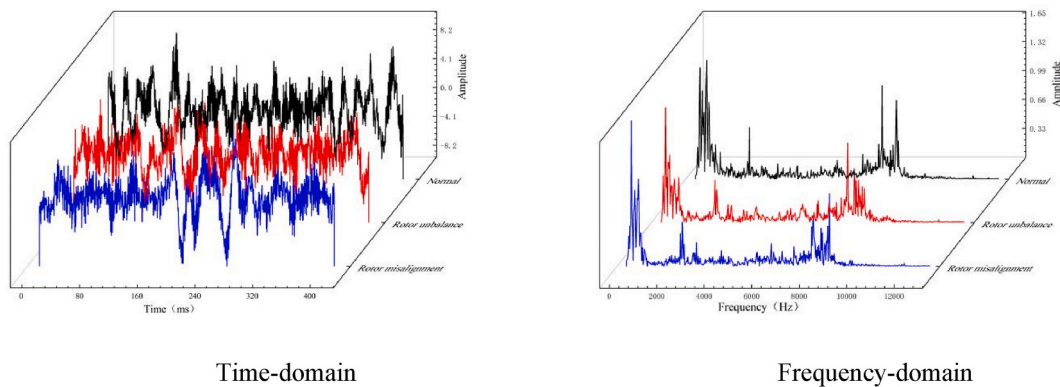 8.2
4.1
0.0
-4.1
-8.2
Amplitude
Normal
Rotor unbalance
Rotor misalignment
0 80 160 240 320 400
Time（ms）
Time-domain
1.65
1.32
0.99
0.66
0.33
Amplitude
Normal
Rotor unbalance
Rotor misalignment
0 2000 4000 6000 8000 10000 12000
Frequency（Hz）
Frequency-domain